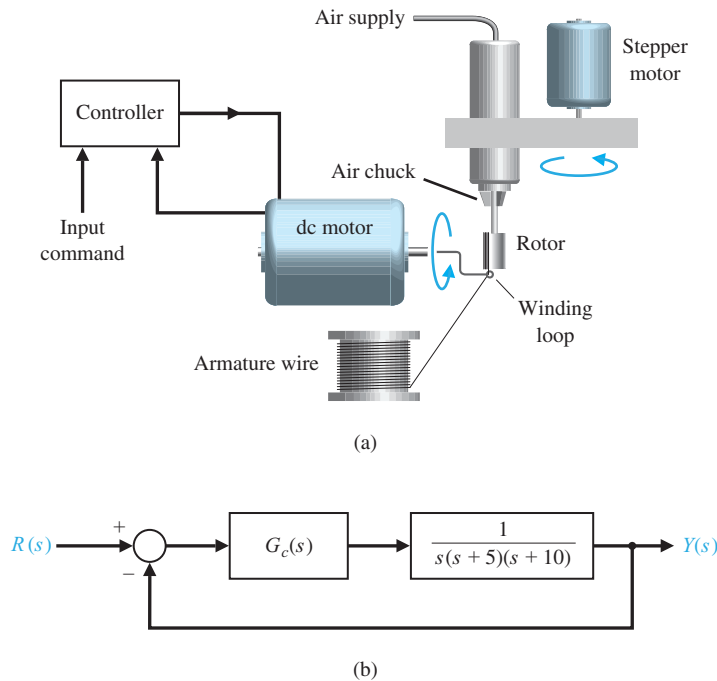 Air supply
Stepper
motor
Controller
Air chuck
Input
command
dc motor
Rotor
Winding
loop
Armature wire
(a)
R(s)
+
−
G_c(s)
1
s(s + 5)(s + 10)
Y(s)
(b)